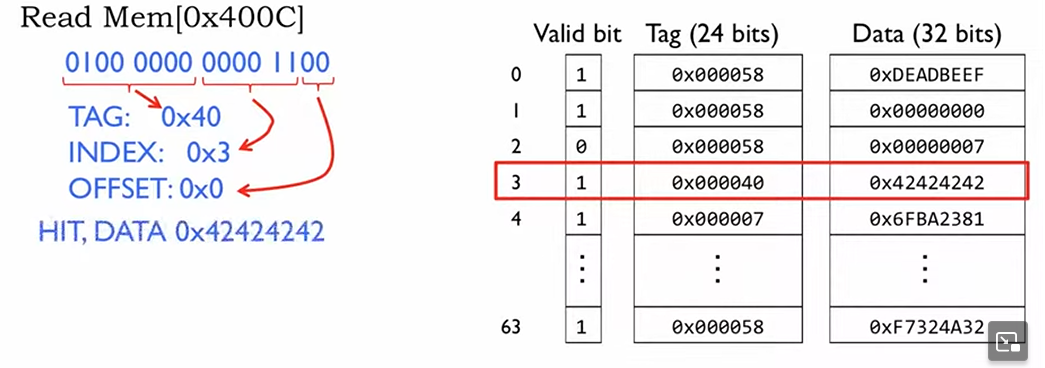 Read Mem[0x400C]
0100 0000 0000 1100
TAG: 0x40
INDEX: 0x3
OFFSET: 0x0
HIT, DATA 0x42424242
Valid bit Tag (24 bits) Data (32 bits)
0 1 0x000058 0xDEADBEEF
1 1 0x000058 0x00000000
2 0 0x000058 0x00000007
3 1 0x000040 0x42424242
4 1 0x000007 0x6FBA2381
⋮ ⋮ ⋮
63 1 0x000058 0xF7324A32